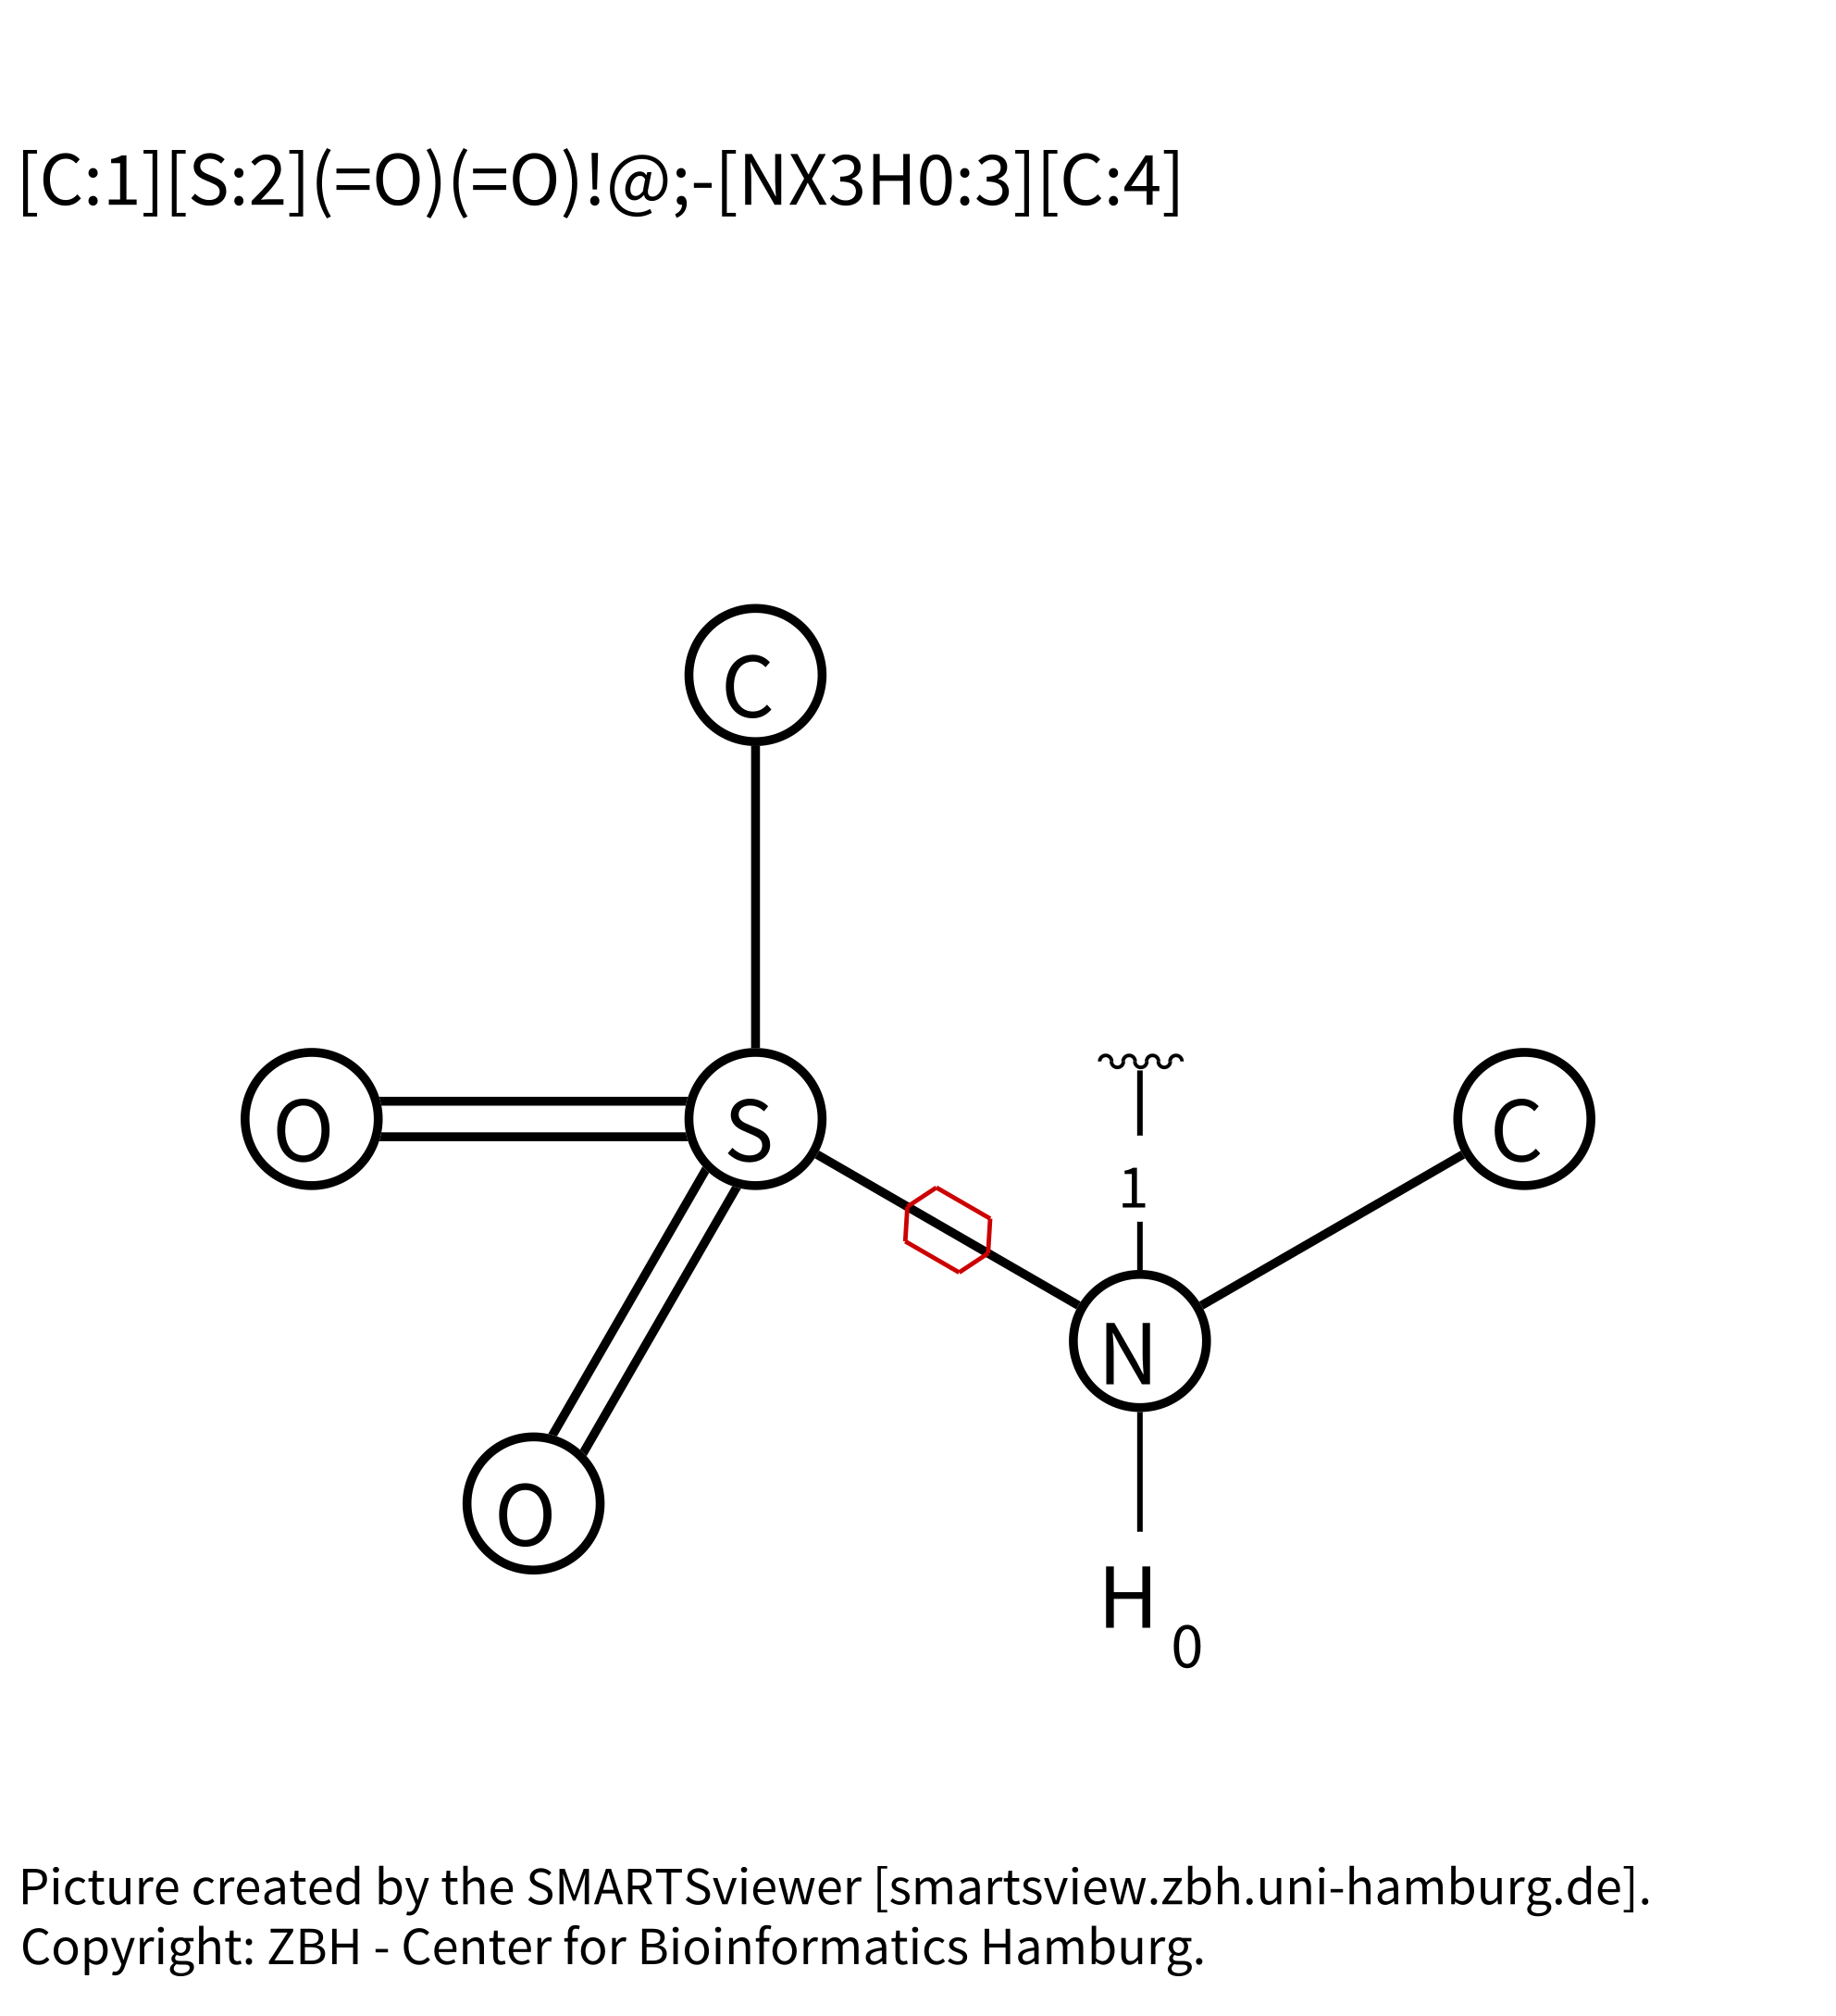 [C:1][S:2](=O)(=O)!@;-[NX3H0:3][C:4]
C
O
S
1
C
N
O
H
0
Picture created by the SMARTSviewer [smartsview.zbh.uni-hamburg.de].
Copyright: ZBH - Center for Bioinformatics Hamburg.